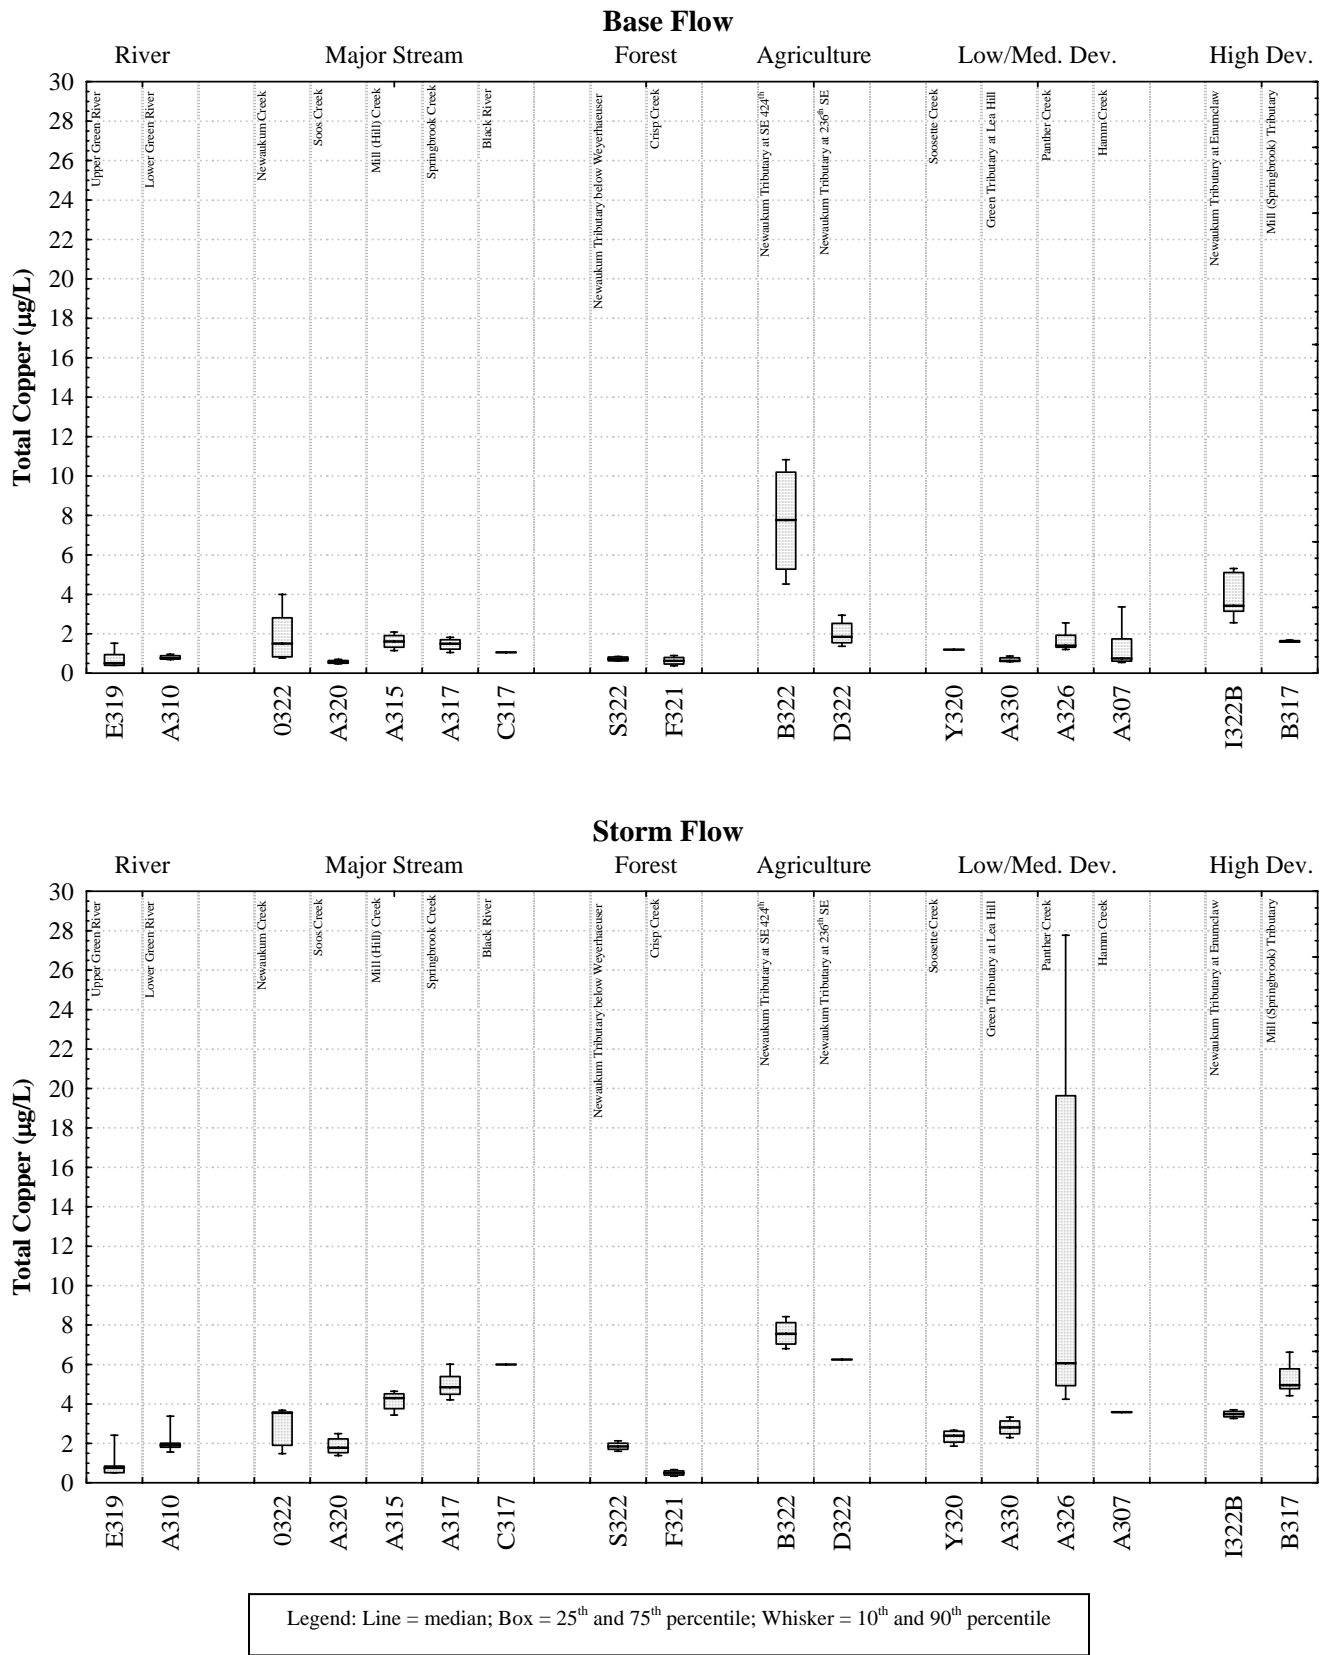 Base Flow
River Major Stream Forest Agriculture Low/Med. Dev. High Dev.
30
28
26
24
22
20
18
16
14
12
10
8
6
4
2
0
Total Copper (µg/L)
Upper Green River
Lower Green River
Newaukum Creek
Soos Creek
Mill (Hill) Creek
Springbrook Creek
Black River
Newaukum Tributary below Weyerhaeuser
Crisp Creek
Newaukum Tributary at SE 424th
Newaukum Tributary at 236th SE
Soosette Creek
Green Tributary at Lea Hill
Panther Creek
Hamm Creek
Newaukum Tributary at Enumclaw
Mill (Springbrook) Tributary
E319 A310 0322 A320 A315 A317 C317 S322 F321 B322 D322 Y320 A330 A326 A307 I322B B317
Storm Flow
River Major Stream Forest Agriculture Low/Med. Dev. High Dev.
30
28
26
24
22
20
18
16
14
12
10
8
6
4
2
0
Total Copper (µg/L)
Upper Green River
Lower Green River
Newaukum Creek
Soos Creek
Mill (Hill) Creek
Springbrook Creek
Black River
Newaukum Tributary below Weyerhaeuser
Crisp Creek
Newaukum Tributary at SE 424th
Newaukum Tributary at 236th SE
Soosette Creek
Green Tributary at Lea Hill
Panther Creek
Hamm Creek
Newaukum Tributary at Enumclaw
Mill (Springbrook) Tributary
E319 A310 0322 A320 A315 A317 C317 S322 F321 B322 D322 Y320 A330 A326 A307 I322B B317
Legend: Line = median; Box = 25th and 75th percentile; Whisker = 10th and 90th percentile